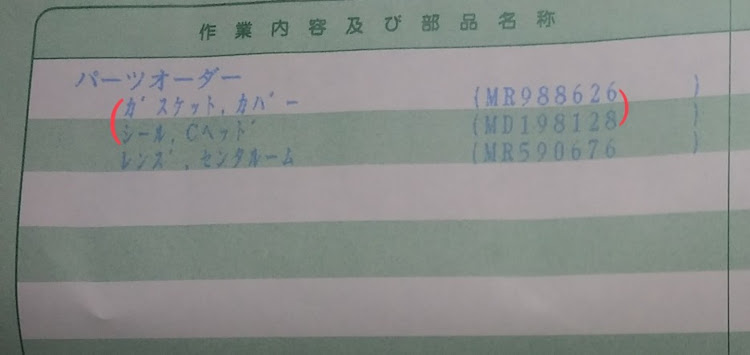 作業内容及び部品名称
パーツオーダー
ガスケット,カバー (MR988626 )
シール,Cヘッド (MD198128 )
レンズ,センタルーム (MR590676 )